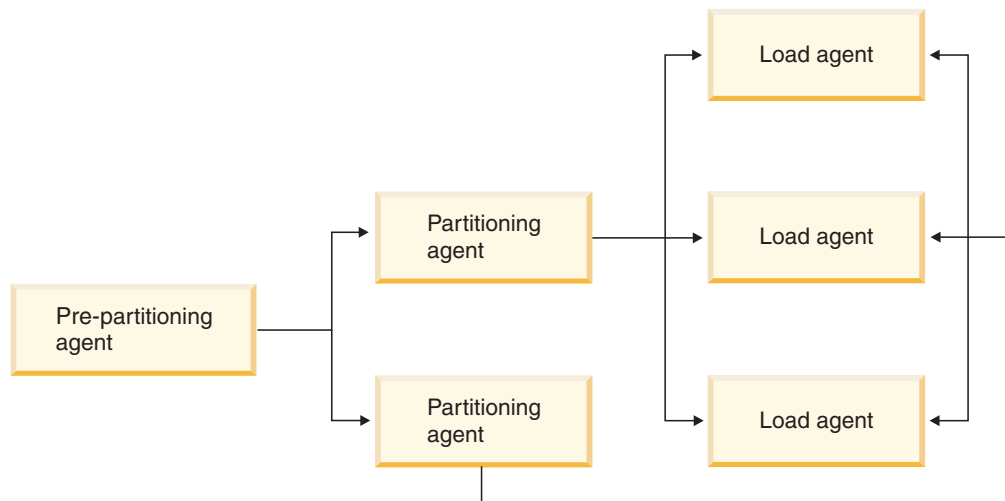 Pre-partitioning
agent
Partitioning
agent
Partitioning
agent
Load agent
Load agent
Load agent